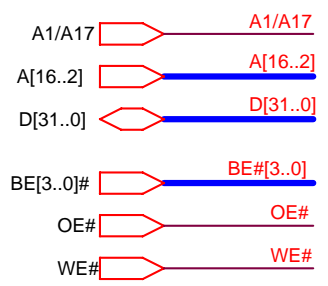 A1/A17 A1/A17
A[16..2] A[16..2]
D[31..0] D[31..0]
BE[3..0]# BE#[3..0]
OE# OE#
WE# WE#